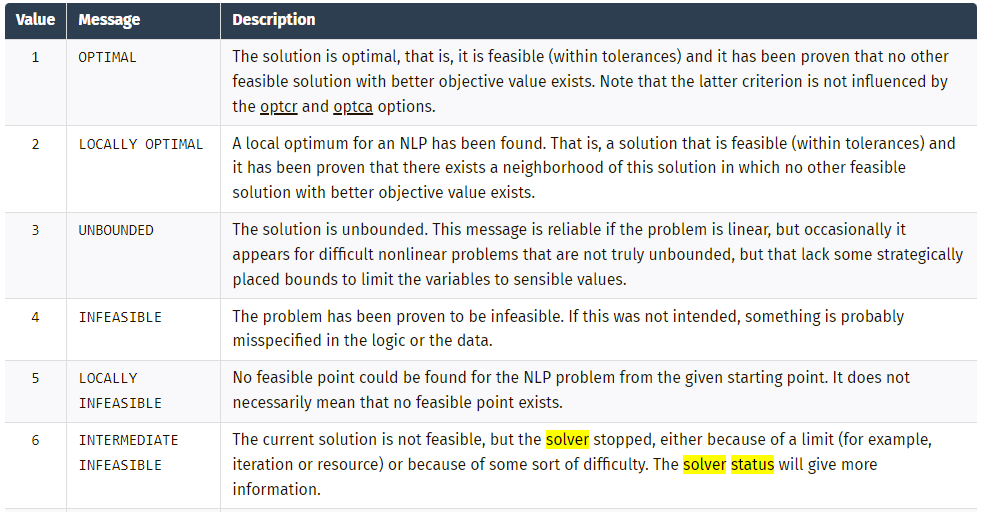 Value Message Description
1 OPTIMAL The solution is optimal, that is, it is feasible (within tolerances) and it has been proven that no other
feasible solution with better objective value exists. Note that the latter criterion is not influenced by
the optcr and optca options.
2 LOCALLY OPTIMAL A local optimum for an NLP has been found. That is, a solution that is feasible (within tolerances) and
it has been proven that there exists a neighborhood of this solution in which no other feasible
solution with better objective value exists.
3 UNBOUNDED The solution is unbounded. This message is reliable if the problem is linear, but occasionally it
appears for difficult nonlinear problems that are not truly unbounded, but that lack some strategically
placed bounds to limit the variables to sensible values.
4 INFEASIBLE The problem has been proven to be infeasible. If this was not intended, something is probably
misspecified in the logic or the data.
5 LOCALLY No feasible point could be found for the NLP problem from the given starting point. It does not
INFEASIBLE necessarily mean that no feasible point exists.
6 INTERMEDIATE The current solution is not feasible, but the solver stopped, either because of a limit (for example,
INFEASIBLE iteration or resource) or because of some sort of difficulty. The solver status will give more
information.